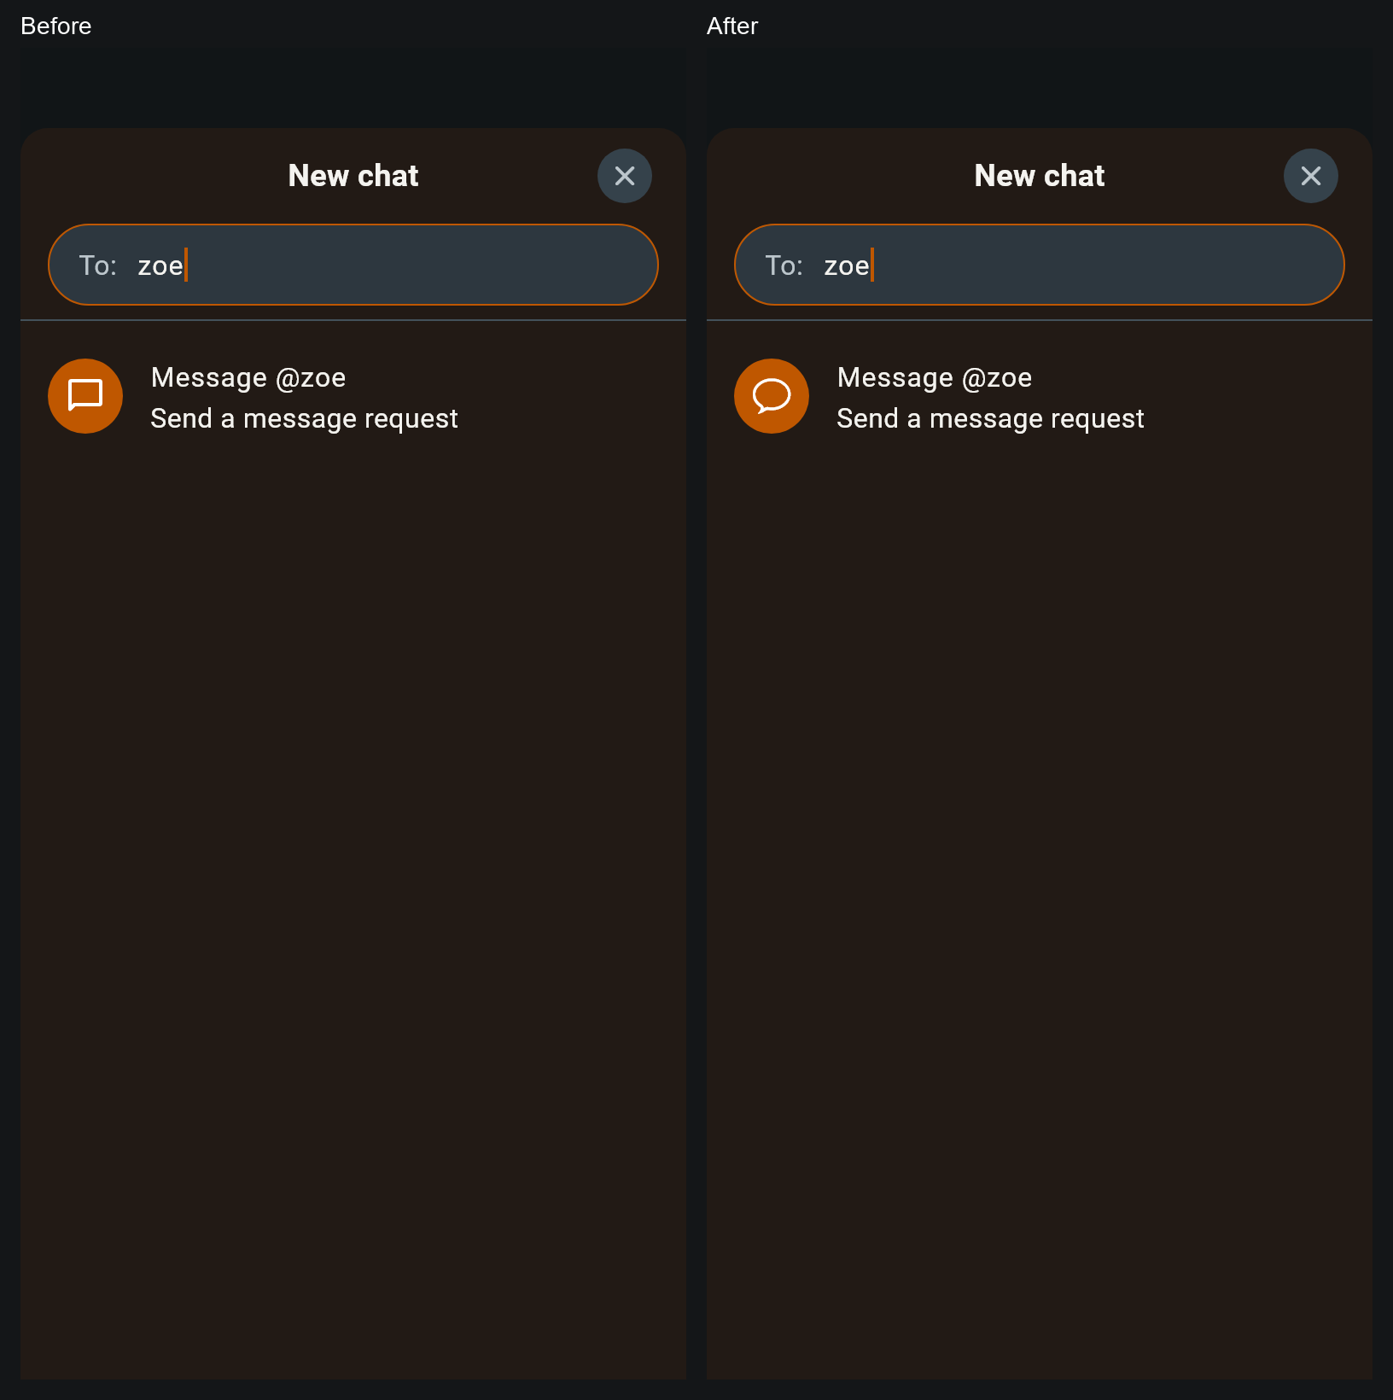 Before
New chat
To: zoe
Message @zoe
Send a message request
After
New chat
To: zoe
Message @zoe
Send a message request